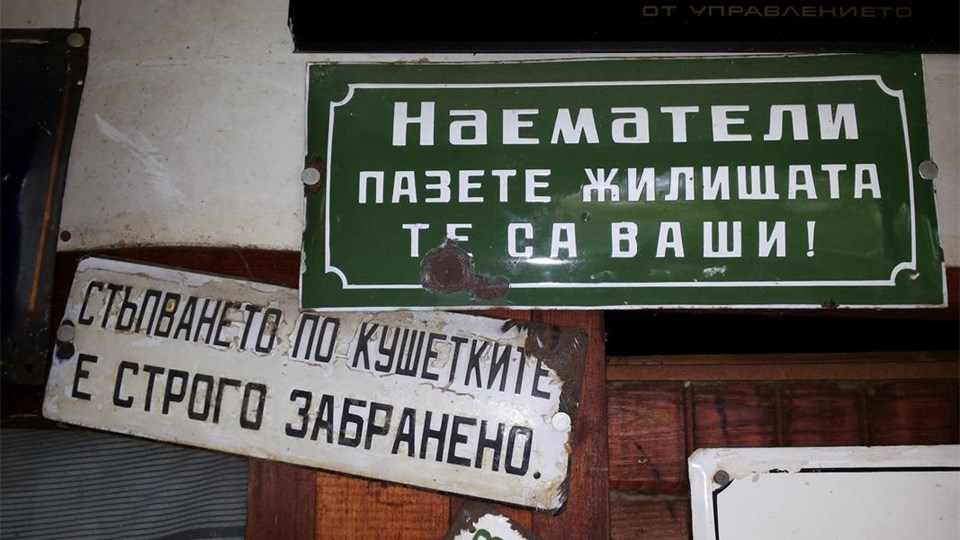 ОТ УПРАВЛЕНИЕТО
НаЕмаТЕЛИ
ПАЗЕТЕ ЖИЛИЩАТА
ТЕ СА ВАШИ!
СТЪПВАНЕТО ПО КУШЕТКИТЕ
Е СТРОГО ЗАБРАНЕНО.